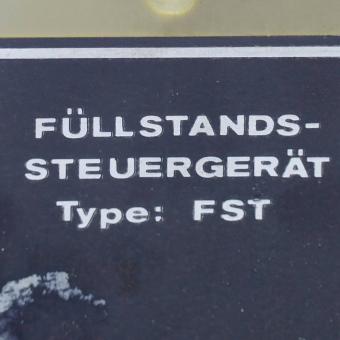 FÜLLSTANDS-
STEUERGERÄT
Type: FST